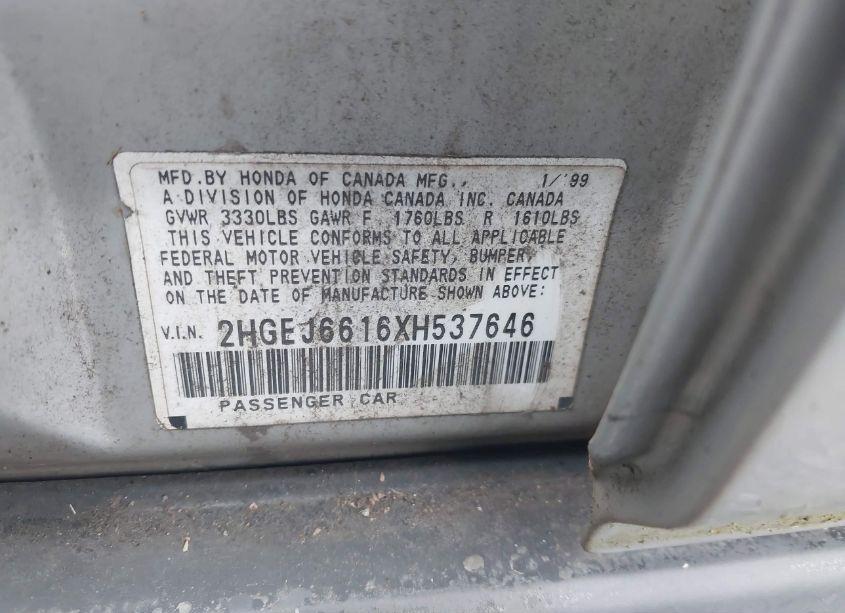 MFD.BY HONDA OF CANADA MFG., 1/'99
A DIVISION OF HONDA CANADA INC. CANADA
GVWR 3330LBS GAWR F 1760LBS R 1610LBS
THIS VEHICLE CONFORMS TO ALL APPLICABLE
FEDERAL MOTOR VEHICLE SAFETY, BUMPER,
AND THEFT PREVENTION STANDARDS IN EFFECT
ON THE DATE OF MANUFACTURE SHOWN ABOVE:
V.I.N. 2HGEJ6616XH537646
PASSENGER CAR